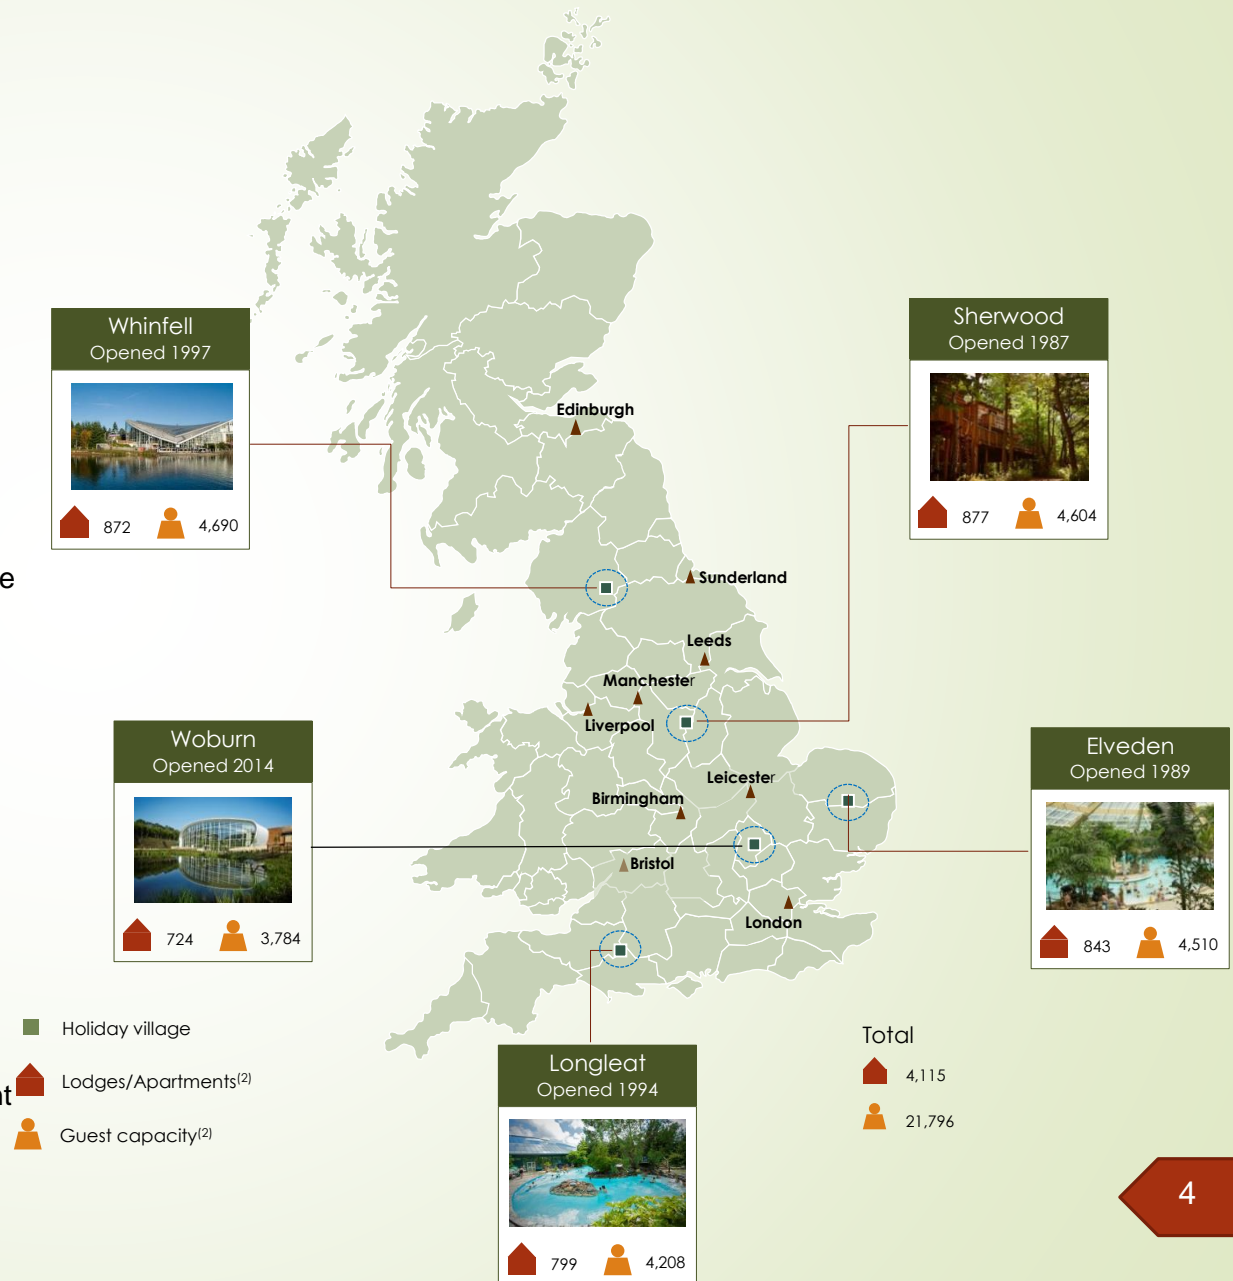 Whinfell
Opened 1997
872
4,690
Sherwood
Opened 1987
877
4,604
Edinburgh
Sunderland
e
Leeds
Manchester
Liverpool
Woburn
Opened 2014
724
3,784
Leicester
Birmingham
Bristol
London
Elveden
Opened 1989
843
4,510
Holiday village
Lodges/Apartments(2)
nt
Guest capacity(2)
Longleat
Opened 1994
799
4,208
Total
4,115
21,796
4